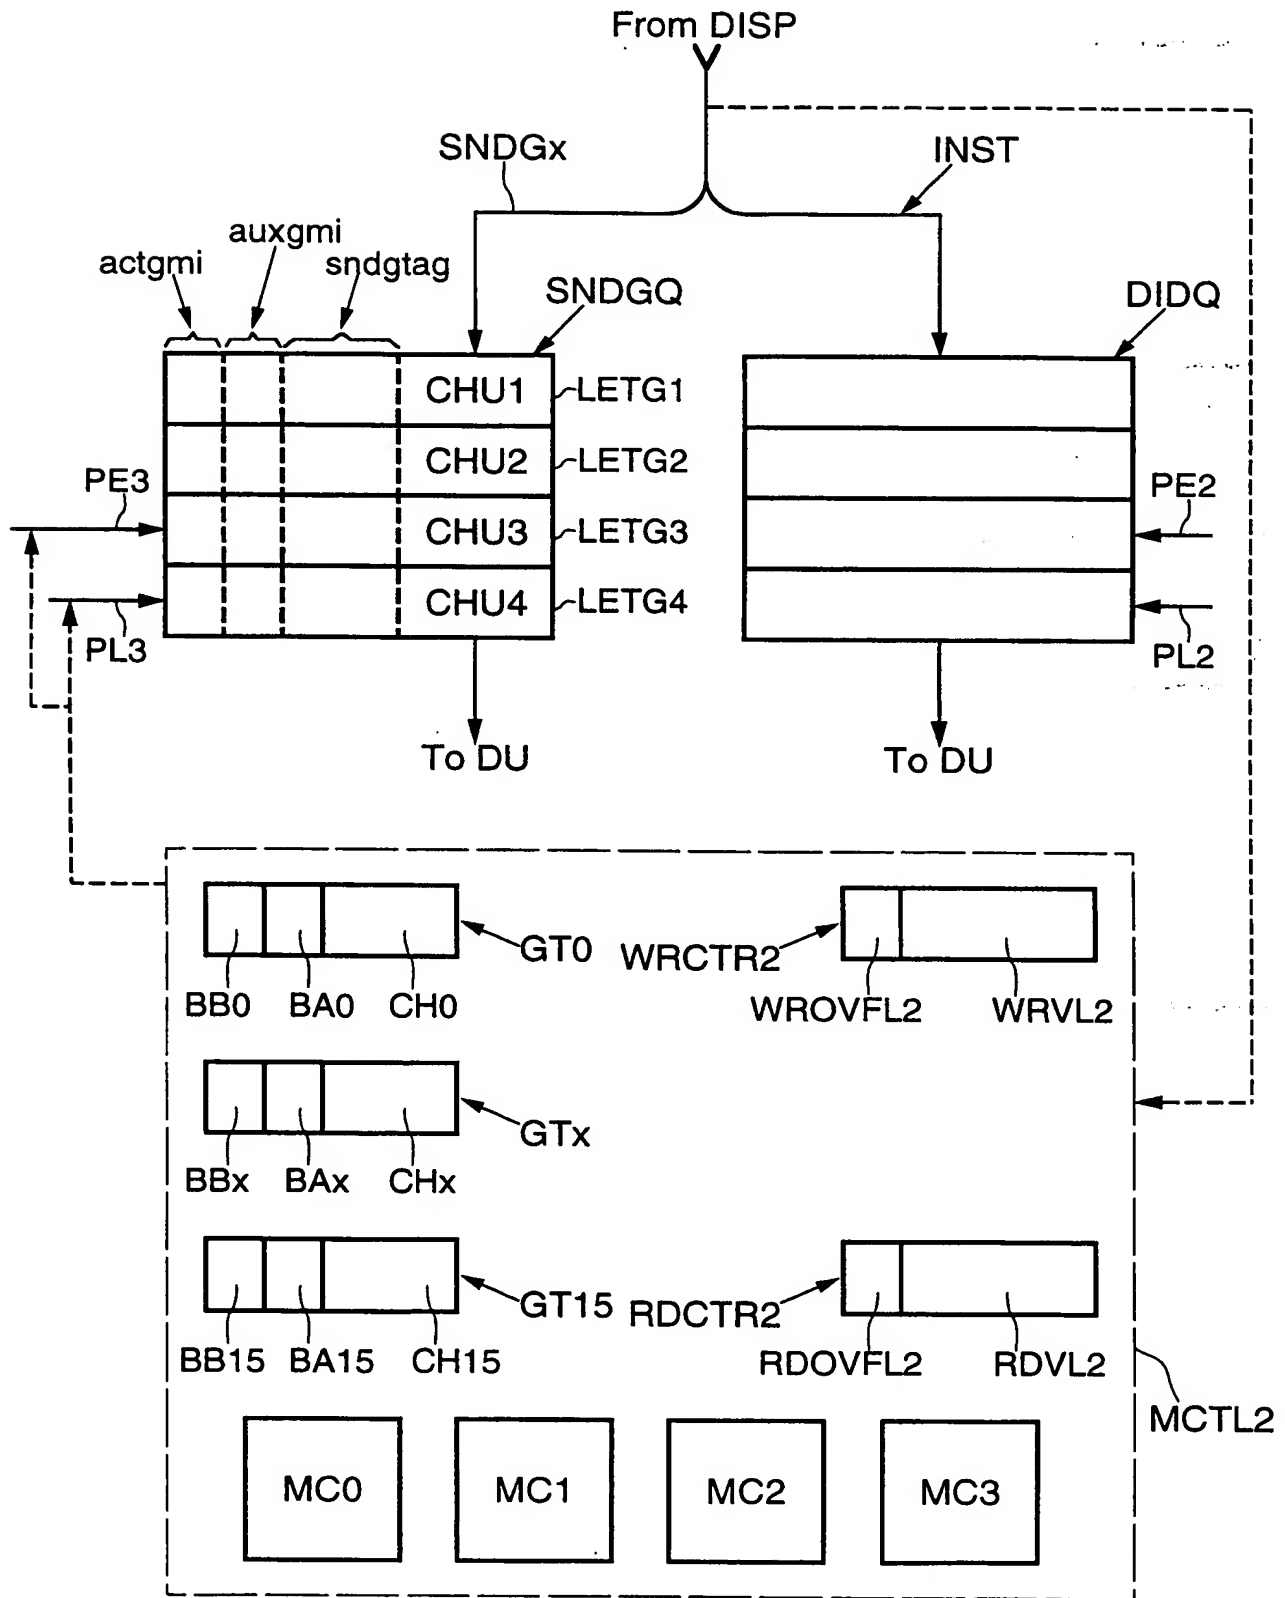 From DISP
SNDGx
INST
auxgmi
actgmi
sndgtag
SNDGQ
DIDQ
CHU1
LETG1
CHU2
LETG2
PE3
PE2
CHU3
LETG3
CHU4
LETG4
PL3
PL2
To DU
To DU
GT0
WRCTR2
BB0
BA0
CH0
WROVFL2
WRVL2
GTx
BBx
BAx
CHx
GT15
RDCTR2
BB15
BA15
CH15
RDOVFL2
RDVL2
MCTL2
MC0
MC1
MC2
MC3